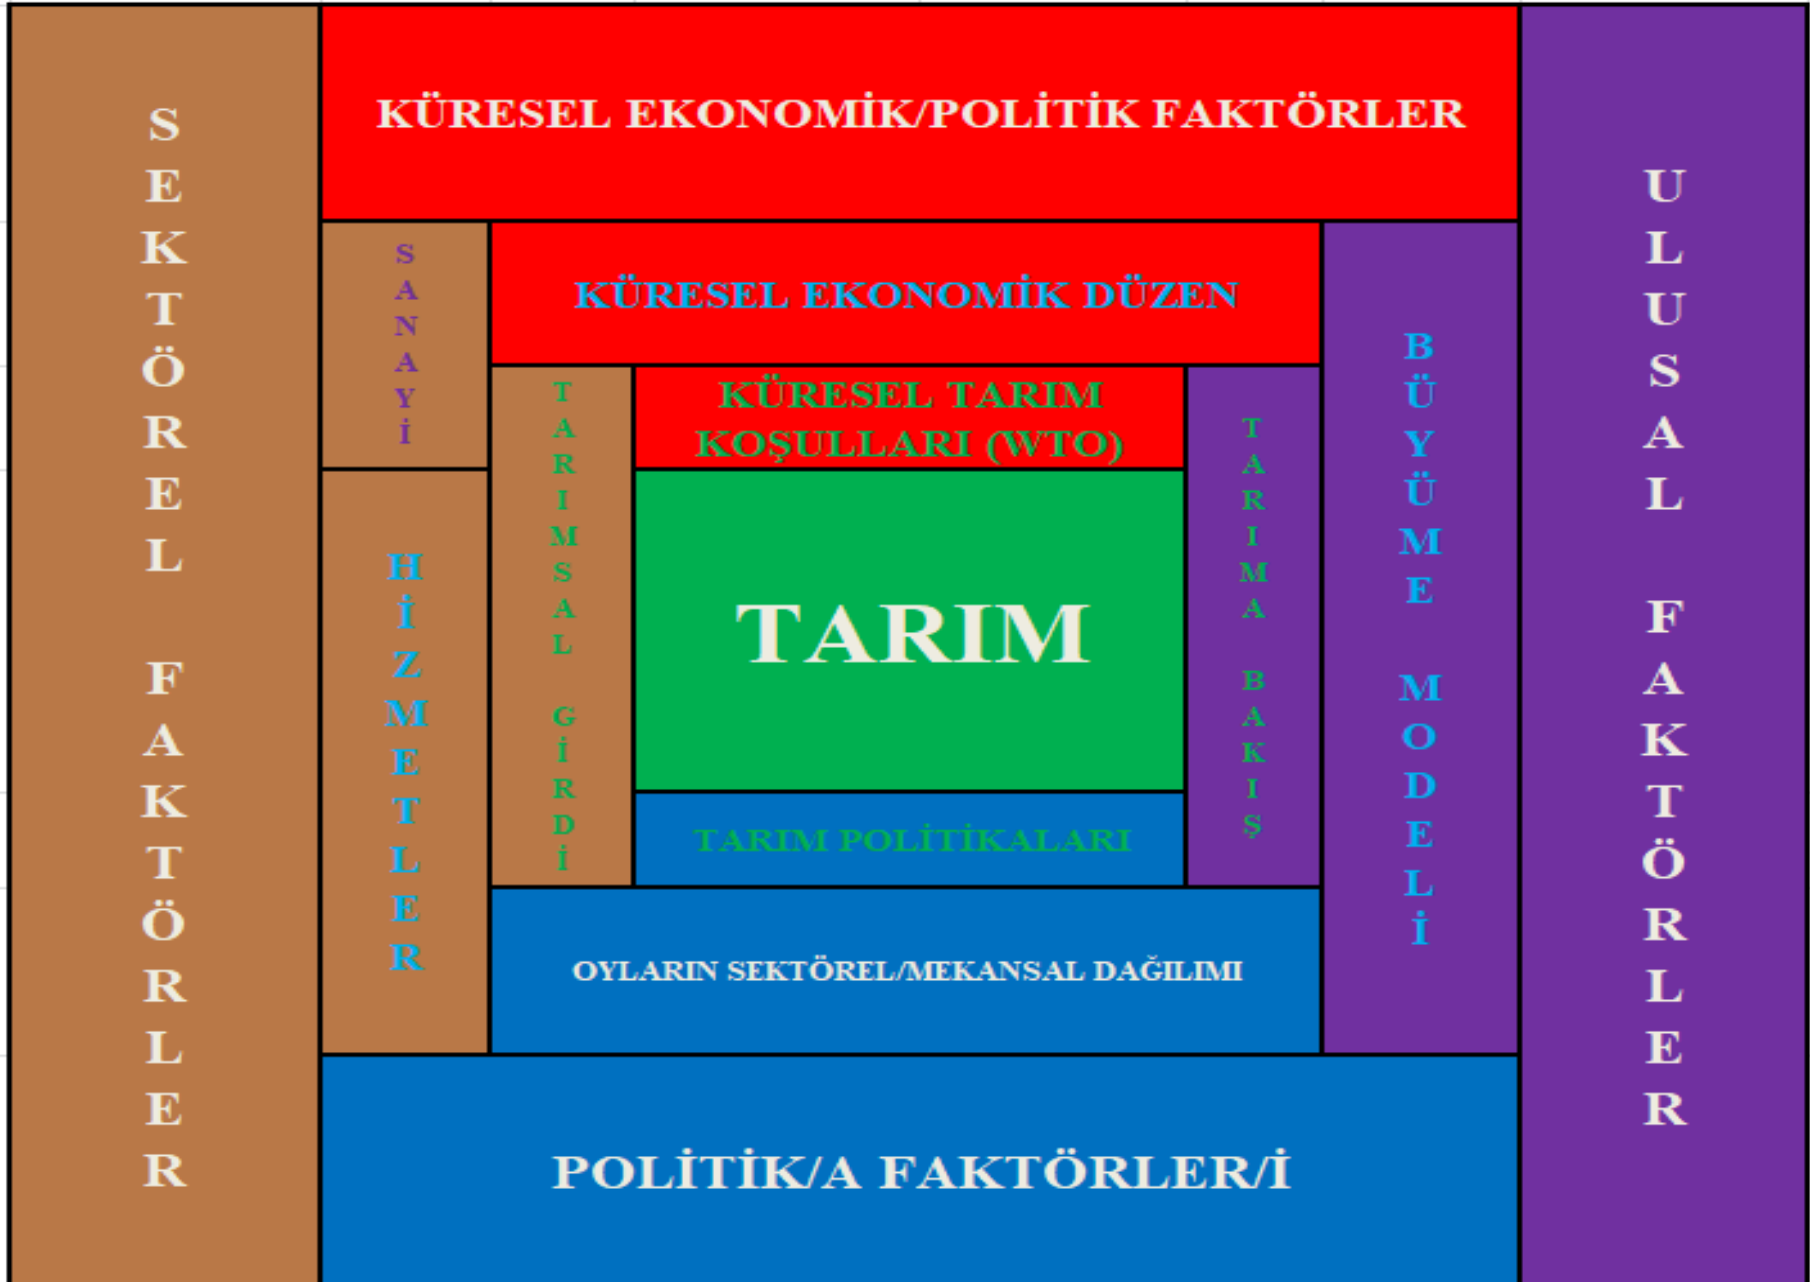 SEKTÖREL FAKTÖRLER
KÜRESEL EKONOMİK/POLİTİK FAKTÖRLER
ULUSAL FAKTÖRLER
SANAYİ
KÜRESEL EKONOMİK DÜZEN
BÜYÜME MODELİ
TARIMSAL GİRDİ
KÜRESEL TARIM
KOŞULLARI (WTO)
TARIMA BAKIŞ
HİZMETLER
TARIM
TARIM POLİTİKALARI
OYLARIN SEKTÖREL/MEKANSAL DAĞILIMI
POLİTİK/A FAKTÖRLER/İ